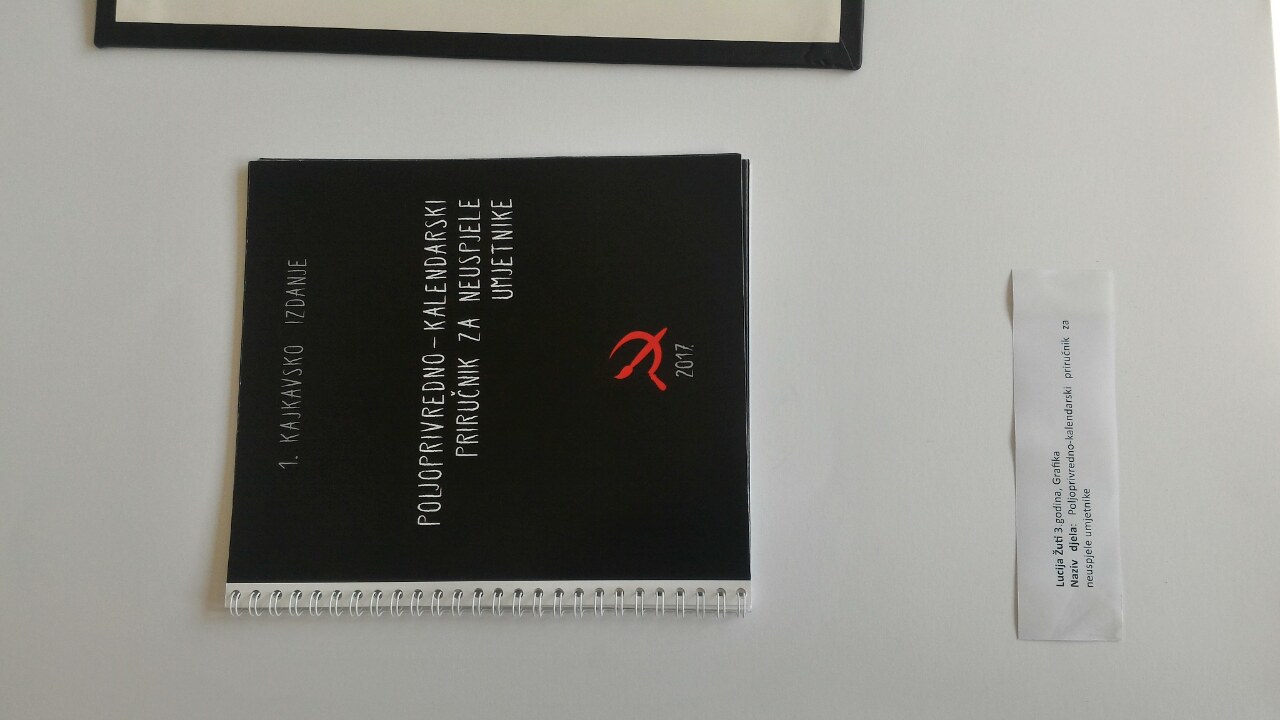 1. KAJKAVSKO IZDANJE
POLJOPRIVREDNO-KALENDARSKI
PRIRUČNIK ZA NEUSPJELE
UMJETNIKE
2017.
Lucija Žuti 3.godina, Grafika
Naziv djela: Poljoprivredno-kalendarski priručnik za
neuspjele umjetnike